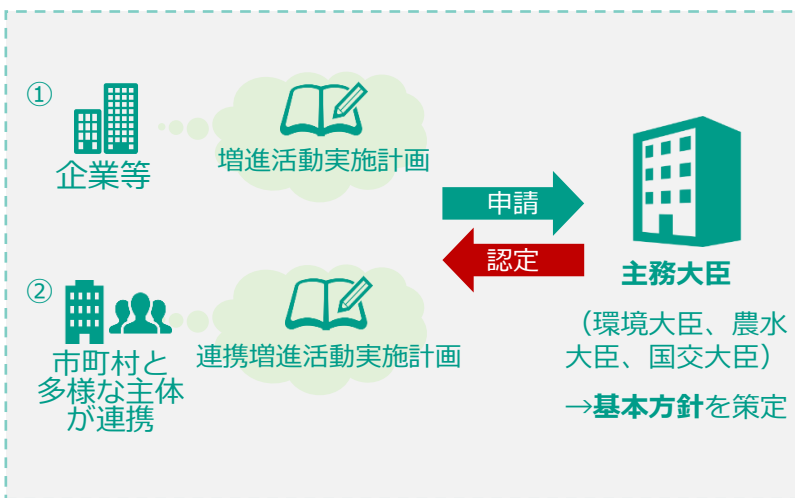 ①
企業等
増進活動実施計画
②
市町村と
多様な主体
が連携
連携増進活動実施計画
申請
認定
主務大臣
（環境大臣、農水
大臣、国交大臣）
→基本方針を策定